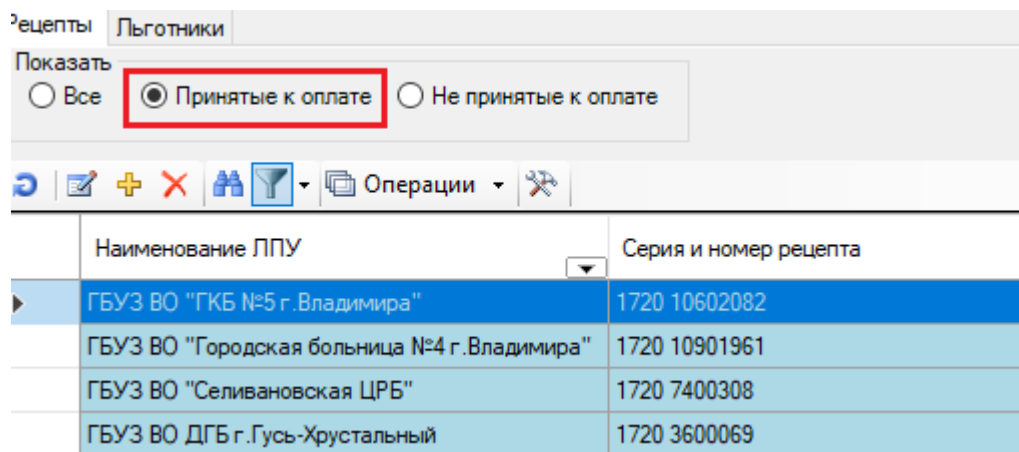 Рецепты Льготники
Показать
Все Принятые к оплате Не принятые к оплате
Операции
Наименование ЛПУ Серия и номер рецепта
ГБУЗ ВО "ГКБ №5 г.Владимира" 1720 10602082
ГБУЗ ВО "Городская больница №4 г.Владимира" 1720 10901961
ГБУЗ ВО "Селивановская ЦРБ" 1720 7400308
ГБУЗ ВО ДГБ г.Гусь-Хрустальный 1720 3600069